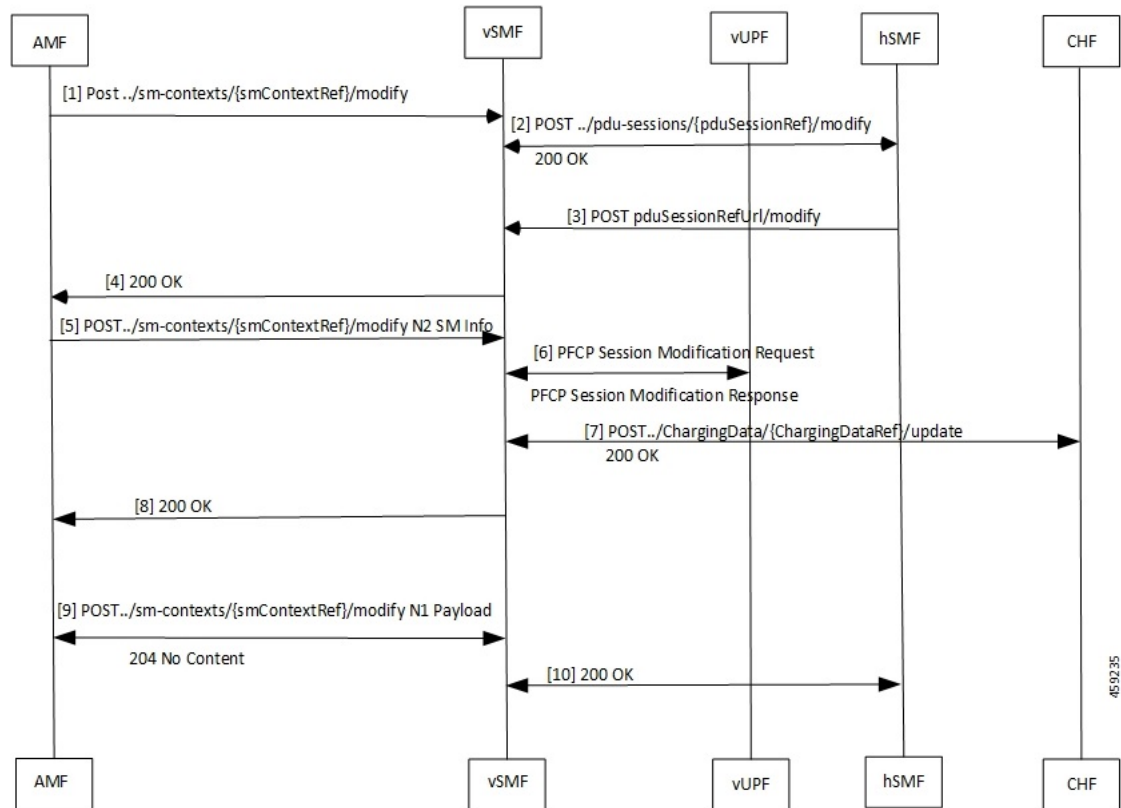 AMF
vSMF
vUPF
hSMF
CHF
[1] Post ../sm-contexts/{smContextRef}/modify
[2] POST ../pdu-sessions/{pduSessionRef}/modify
200 OK
[3] POST pduSessionRefUrl/modify
[4] 200 OK
[5] POST../sm-contexts/{smContextRef}/modify N2 SM Info
[6] PFCP Session Modification Request
PFCP Session Modification Response
[7] POST../ChargingData/{ChargingDataRef}/update
200 OK
[8] 200 OK
[9] POST../sm-contexts/{smContextRef}/modify N1 Payload
204 No Content
[10] 200 OK
459235
AMF
vSMF
vUPF
hSMF
CHF